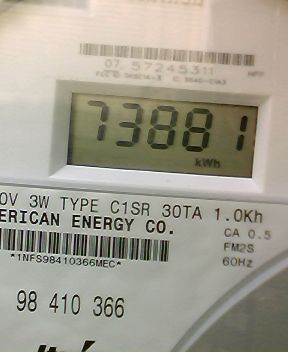 07 57245311
73881
kWh
0V 3W TYPE C1SR 30TA 1.0Kh
ERICAN ENERGY CO.
CA 0.5
FM2S
*1NFS98410366MEC*
60Hz
98 410 366